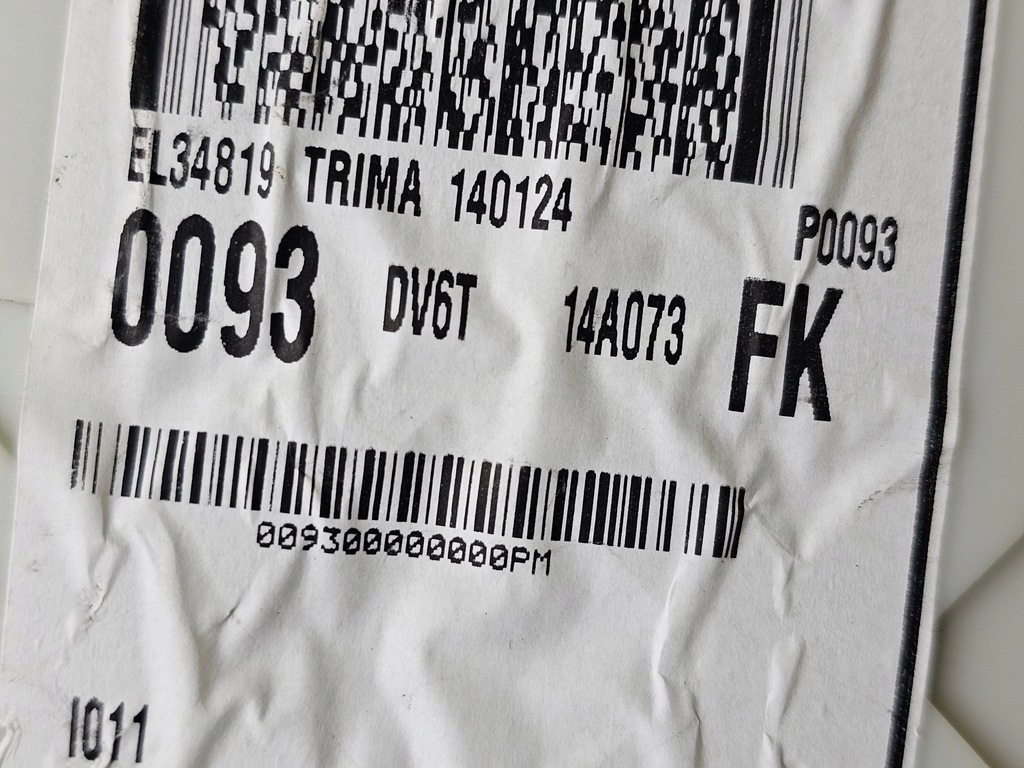 EL34819 TRIMA 140124
P0093
0093 DV6T 14A073 FK
009300000000PM
I011